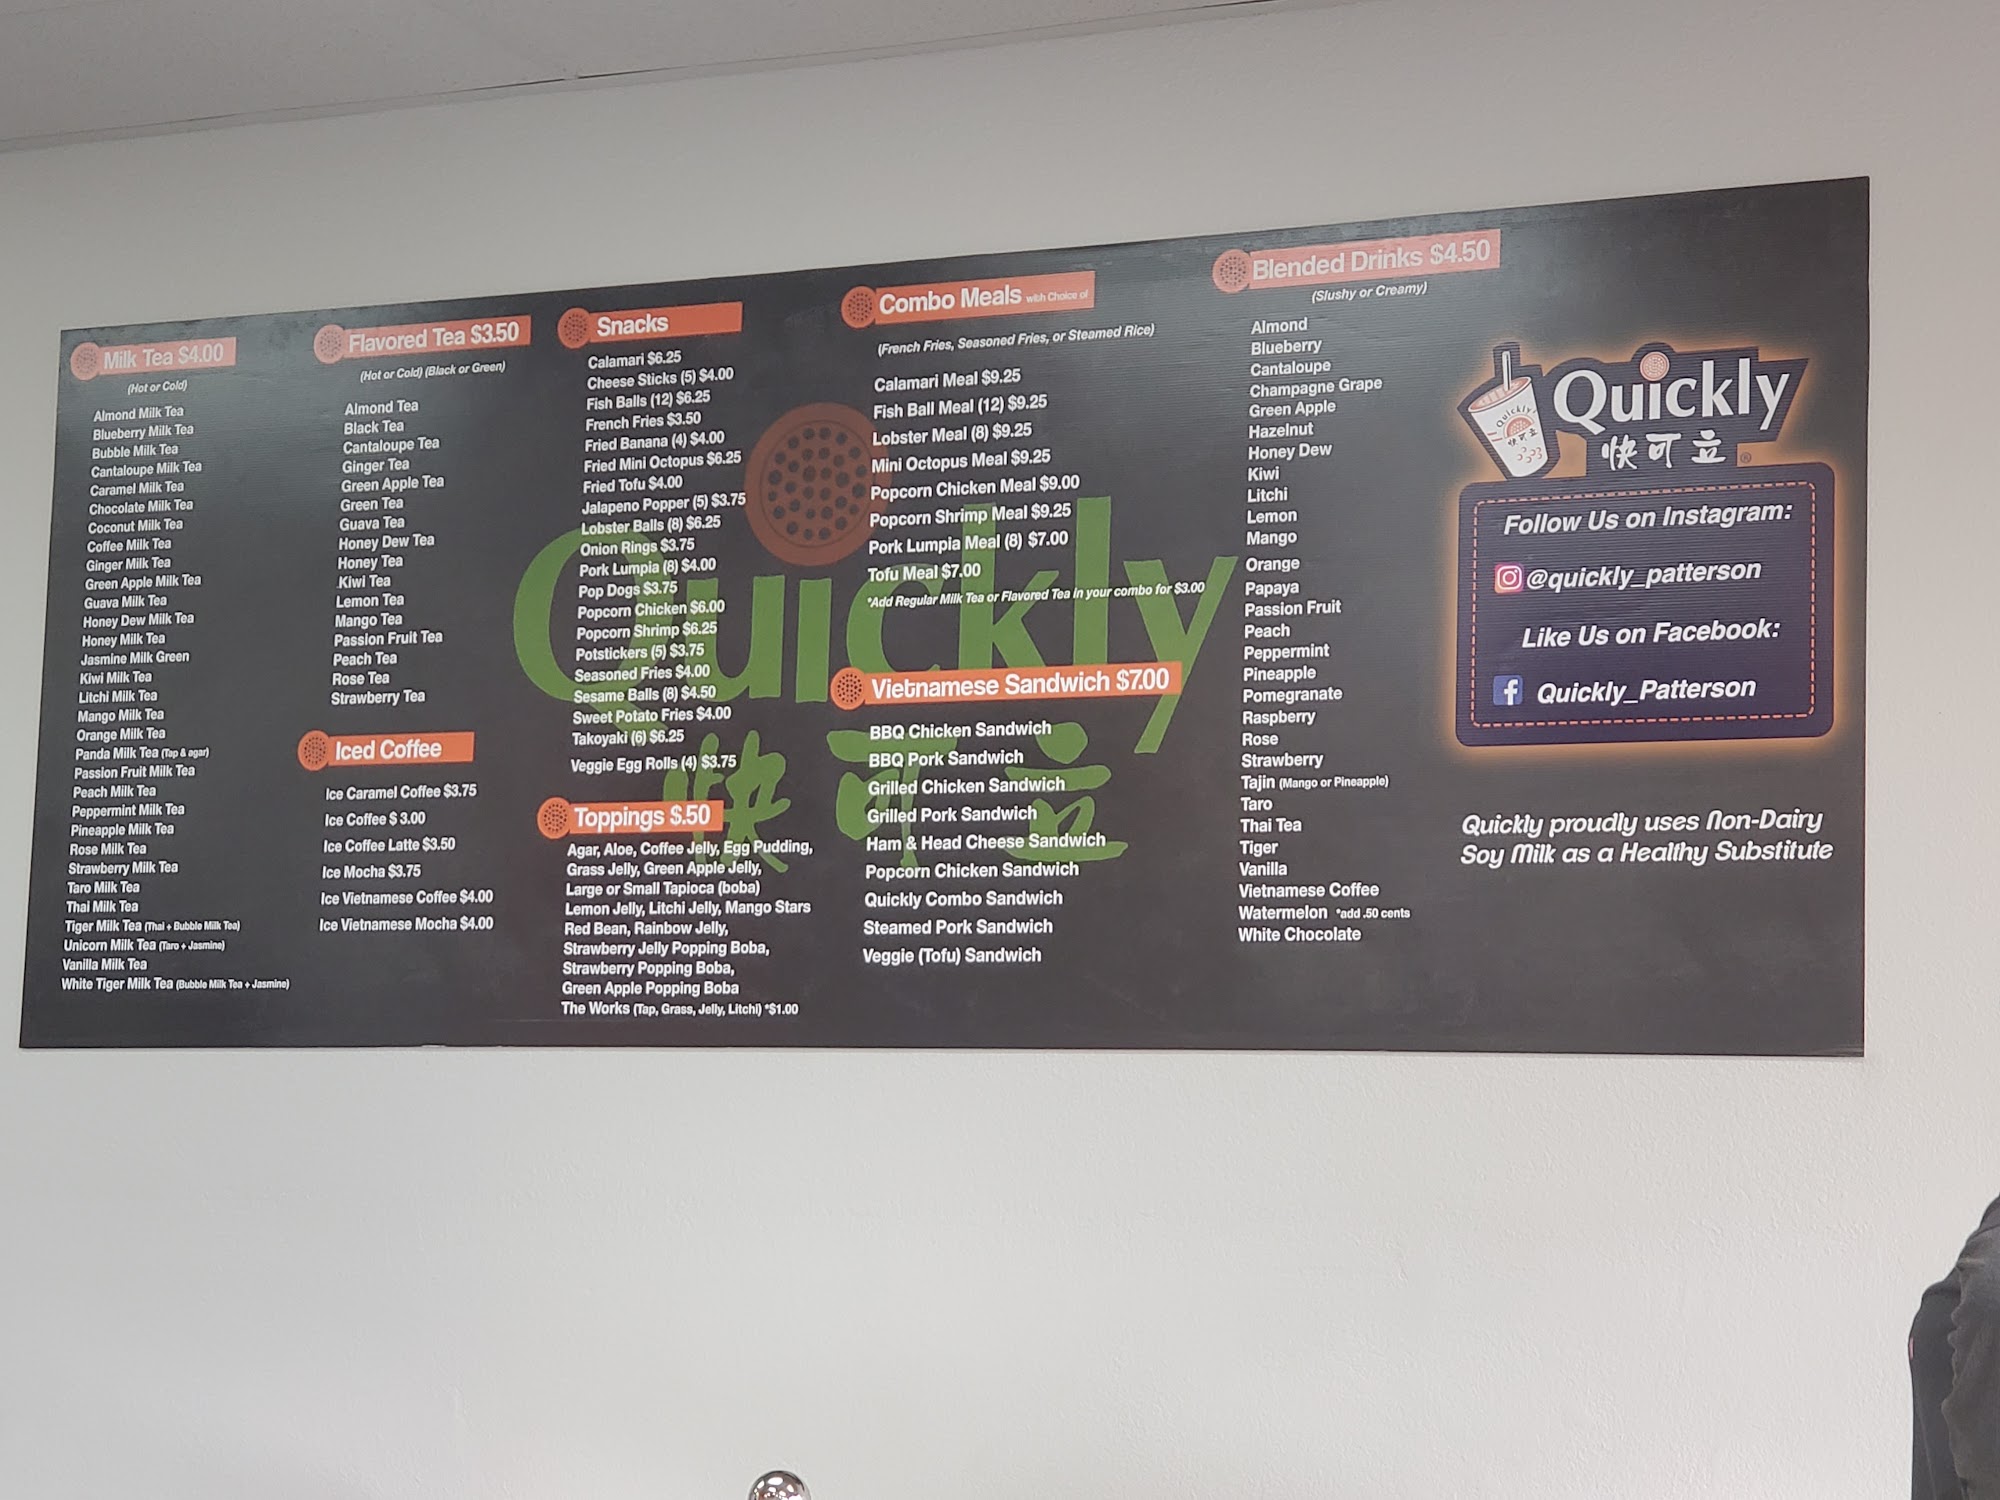 Milk Tea $4.00
(Hot or Cold)
Almond Milk Tea
Blueberry Milk Tea
Bubble Milk Tea
Cantaloupe Milk Tea
Caramel Milk Tea
Chocolate Milk Tea
Coconut Milk Tea
Coffee Milk Tea
Ginger Milk Tea
Green Apple Milk Tea
Guava Milk Tea
Honey Dew Milk Tea
Honey Milk Tea
Jasmine Milk Green
Kiwi Milk Tea
Litchi Milk Tea
Mango Milk Tea
Orange Milk Tea
Panda Milk Tea (Tap & agar)
Passion Fruit Milk Tea
Peach Milk Tea
Peppermint Milk Tea
Pineapple Milk Tea
Rose Milk Tea
Strawberry Milk Tea
Taro Milk Tea
Thai Milk Tea
Tiger Milk Tea (Thai + Bubble Milk Tea)
Unicorn Milk Tea (Taro + Jasmine)
Vanilla Milk Tea
White Tiger Milk Tea (Bubble Milk Tea + Jasmine)
Flavored Tea $3.50
(Hot or Cold) (Black or Green)
Almond Tea
Black Tea
Cantaloupe Tea
Ginger Tea
Green Apple Tea
Green Tea
Guava Tea
Honey Dew Tea
Honey Tea
Kiwi Tea
Lemon Tea
Mango Tea
Passion Fruit Tea
Peach Tea
Rose Tea
Strawberry Tea
Iced Coffee
Ice Caramel Coffee $3.75
Ice Coffee $ 3.00
Ice Coffee Latte $3.50
Ice Mocha $3.75
Ice Vietnamese Coffee $4.00
Ice Vietnamese Mocha $4.00
Snacks
Calamari $6.25
Cheese Sticks (5) $4.00
Fish Balls (12) $6.25
French Fries $3.50
Fried Banana (4) $4.00
Fried Mini Octopus $6.25
Fried Tofu $4.00
Jalapeno Popper (5) $3.75
Lobster Balls (8) $6.25
Onion Rings $3.75
Pork Lumpia (8) $4.00
Pop Dogs $3.75
Popcorn Chicken $6.00
Popcorn Shrimp $6.25
Potstickers (5) $3.75
Seasoned Fries $4.00
Sesame Balls (8) $4.50
Sweet Potato Fries $4.00
Takoyaki (6) $6.25
Veggie Egg Rolls (4) $3.75
Toppings $.50
Agar, Aloe, Coffee Jelly, Egg Pudding,
Grass Jelly, Green Apple Jelly,
Large or Small Tapioca (boba)
Lemon Jelly, Litchi Jelly, Mango Stars
Red Bean, Rainbow Jelly,
Strawberry Jelly Popping Boba,
Strawberry Popping Boba,
Green Apple Popping Boba
The Works (Tap, Grass, Jelly, Litchi) *$1.00
Quickly
快可立
Combo Meals with Choice of
(French Fries, Seasoned Fries, or Steamed Rice)
Calamari Meal $9.25
Fish Ball Meal (12) $9.25
Lobster Meal (8) $9.25
Mini Octopus Meal $9.25
Popcorn Chicken Meal $9.00
Popcorn Shrimp Meal $9.25
Pork Lumpia Meal (8) $7.00
Tofu Meal $7.00
*Add Regular Milk Tea or Flavored Tea in your combo for $3.00
Vietnamese Sandwich $7.00
BBQ Chicken Sandwich
BBQ Pork Sandwich
Grilled Chicken Sandwich
Grilled Pork Sandwich
Ham & Head Cheese Sandwich
Popcorn Chicken Sandwich
Quickly Combo Sandwich
Steamed Pork Sandwich
Veggie (Tofu) Sandwich
Blended Drinks $4.50
(Slushy or Creamy)
Almond
Blueberry
Cantaloupe
Champagne Grape
Green Apple
Hazelnut
Honey Dew
Kiwi
Litchi
Lemon
Mango
Orange
Papaya
Passion Fruit
Peach
Peppermint
Pineapple
Pomegranate
Raspberry
Rose
Strawberry
Tajin (Mango or Pineapple)
Taro
Thai Tea
Tiger
Vanilla
Vietnamese Coffee
Watermelon *add .50 cents
White Chocolate
Quickly
快可立
Quickly
快可立®
Follow Us on Instagram:
@quickly_patterson
Like Us on Facebook:
Quickly_Patterson
Quickly proudly uses Non-Dairy
Soy Milk as a Healthy Substitute